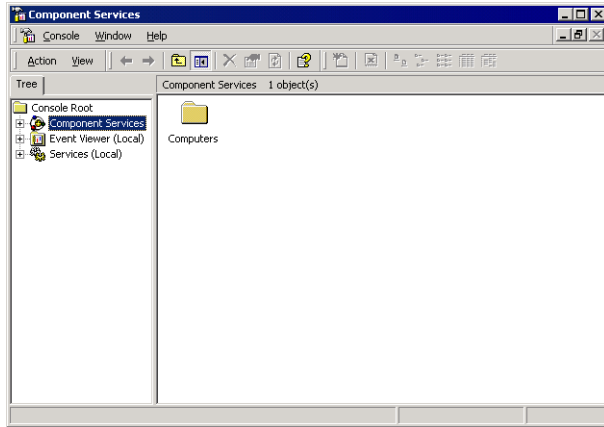 Component Services
Console Window Help
Action View
Tree
Component Services 1 object(s)
Console Root
Component Services
Event Viewer (Local)
Services (Local)
Computers